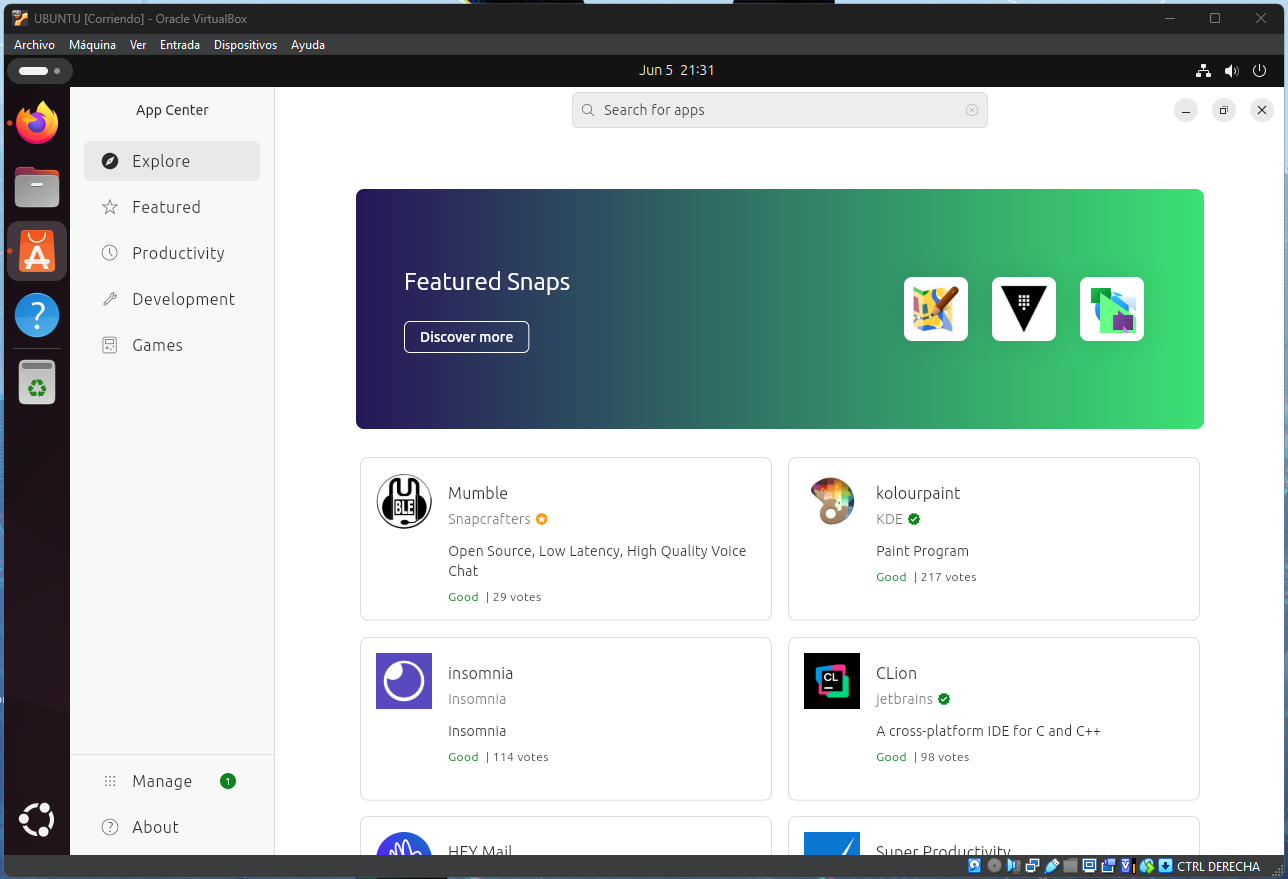 UBUNTU [Corriendo] - Oracle VirtualBox
Archivo Máquina Ver Entrada Dispositivos Ayuda
Jun 5 21:31
App Center
Search for apps
Explore
Featured
Productivity
Development
Games
Manage 1
About
Featured Snaps
Discover more
Mumble
Snapcrafters
Open Source, Low Latency, High Quality Voice
Chat
Good | 29 votes
kolourpaint
KDE
Paint Program
Good | 217 votes
insomnia
Insomnia
Insomnia
Good | 114 votes
CL
CLion
jetbrains
A cross-platform IDE for C and C++
Good | 98 votes
HEY Mail
Super Productivity
CTRL DERECHA